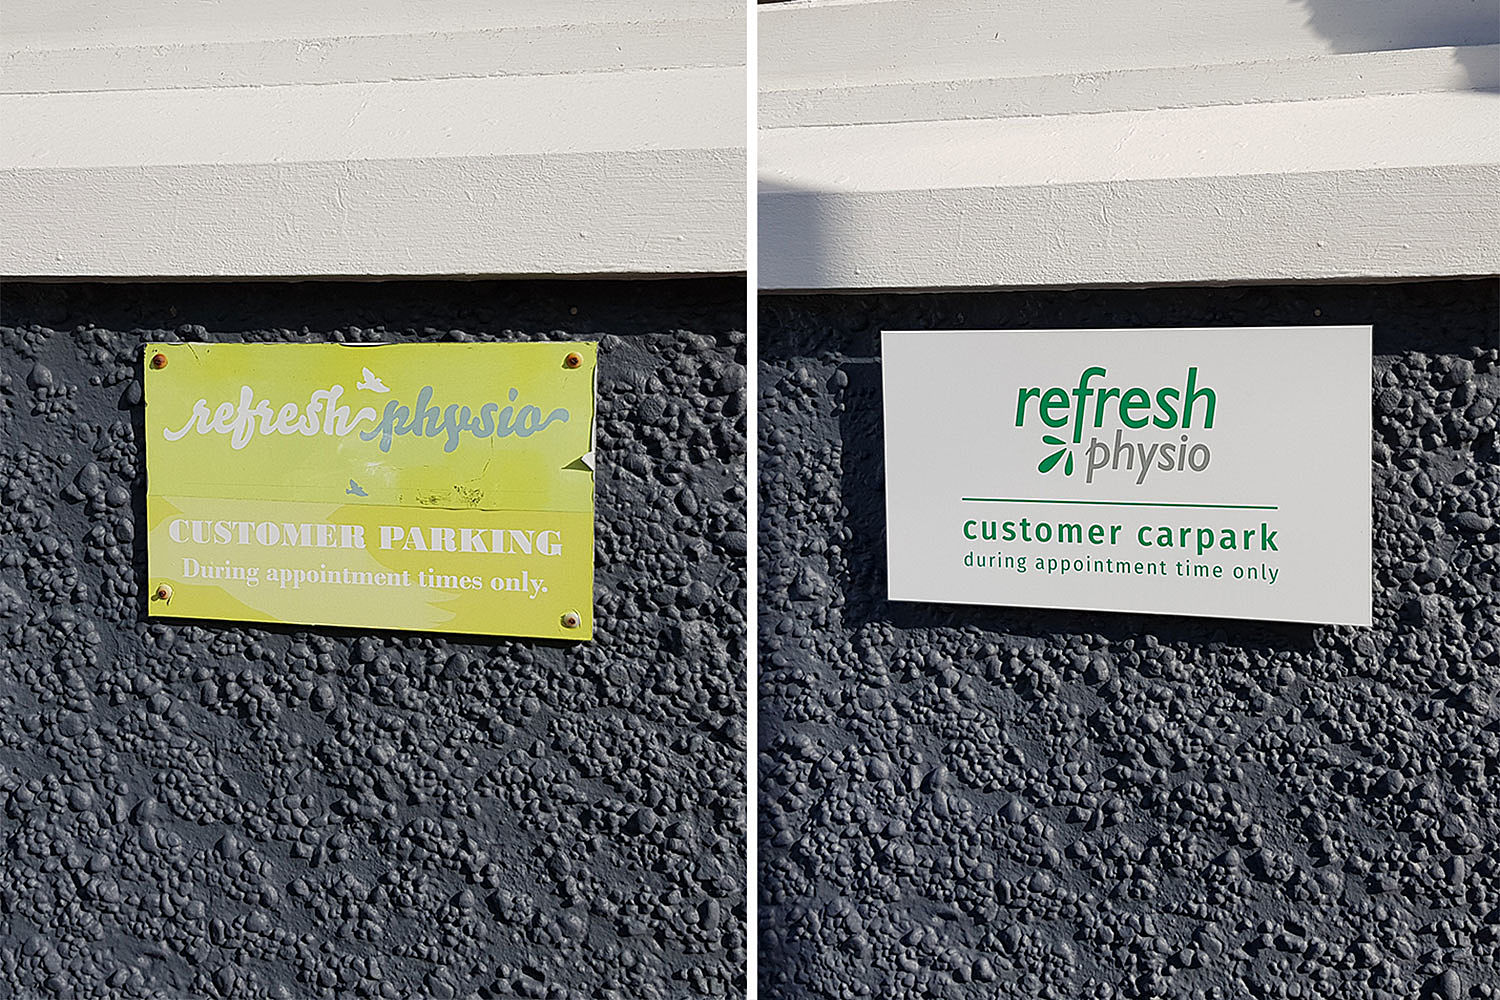 refresh physio
CUSTOMER PARKING
During appointment times only.
refresh
physio
customer carpark
during appointment time only